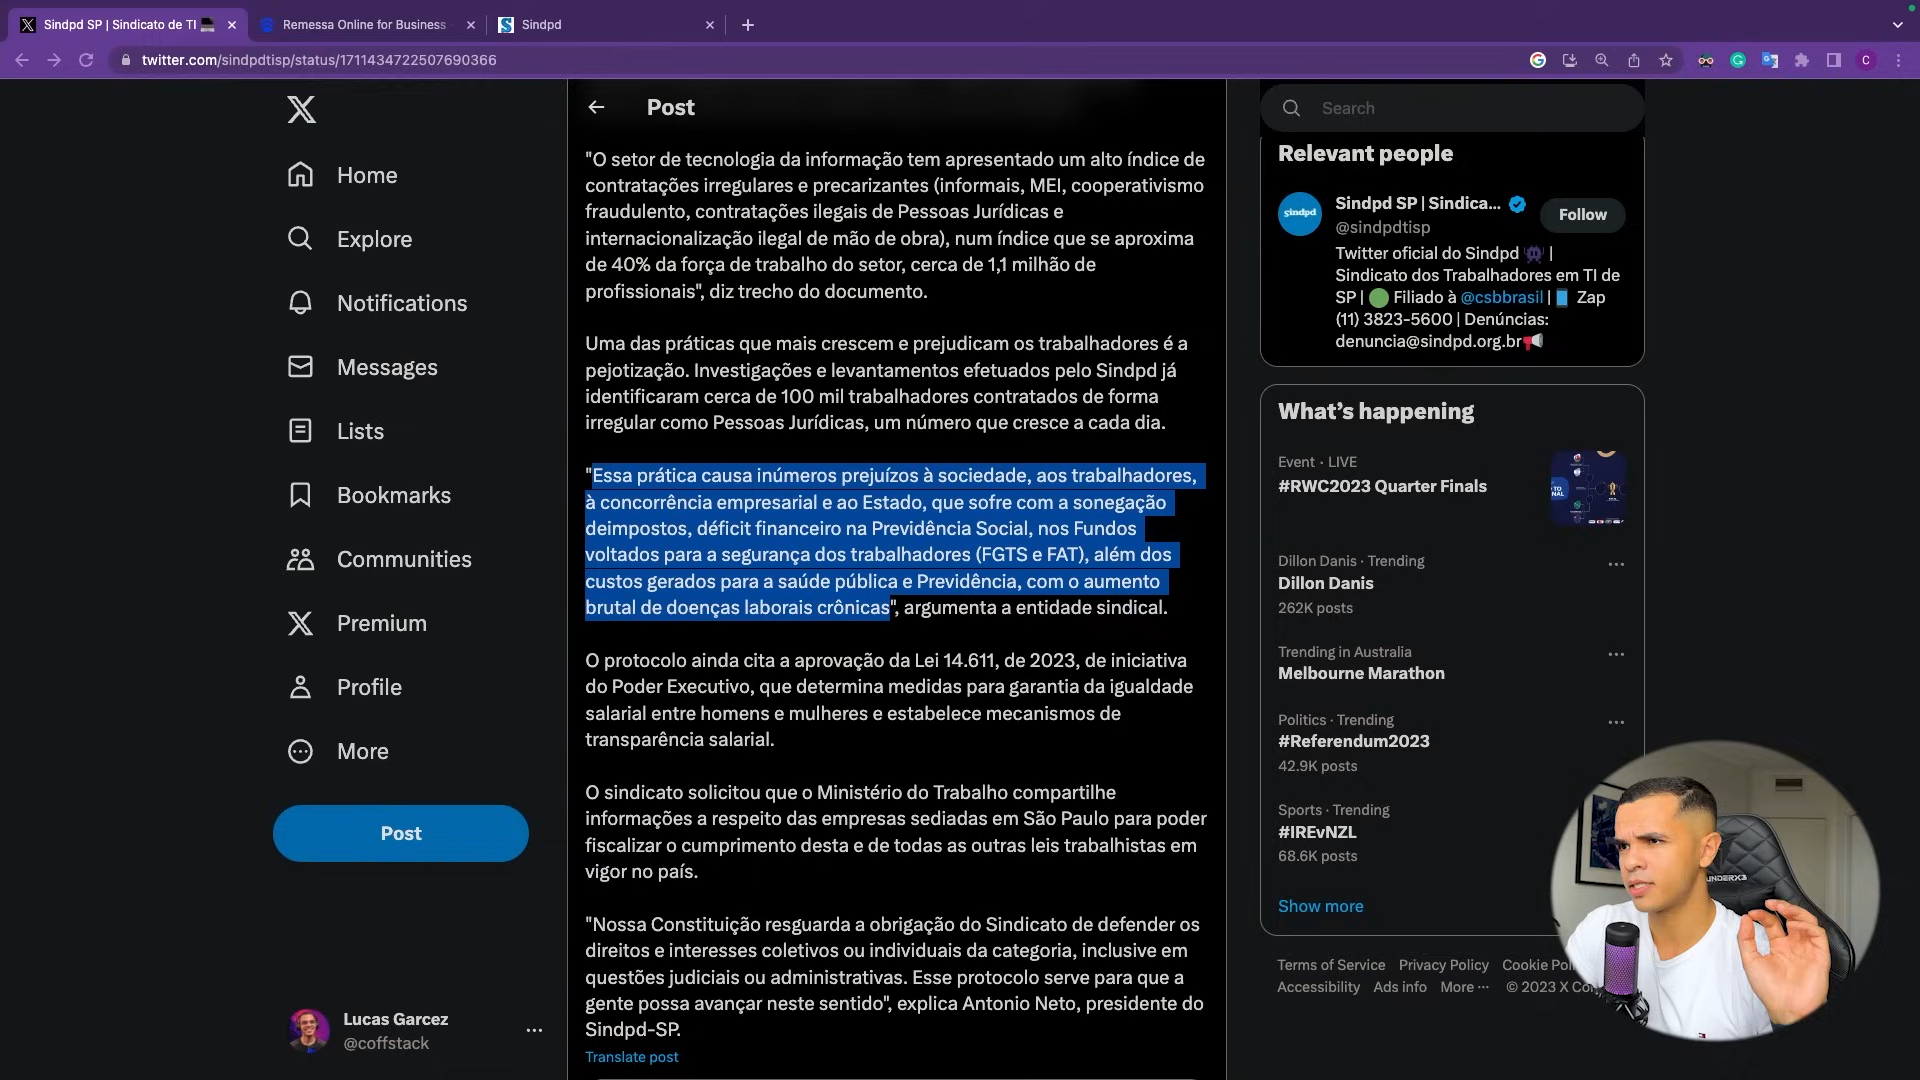 Sindpd SP | Sindicato de TI
Remessa Online for Business
Sindpd
twitter.com/sindpdtisp/status/1711434722507690366
C
Home
Explore
Notifications
Messages
Lists
Bookmarks
Communities
Premium
Profile
More
Post
Lucas Garcez
@coffstack
Post
"O setor de tecnologia da informação tem apresentado um alto índice de
contratações irregulares e precarizantes (informais, MEI, cooperativismo
fraudulento, contratações ilegais de Pessoas Jurídicas e
internacionalização ilegal de mão de obra), num índice que se aproxima
de 40% da força de trabalho do setor, cerca de 1,1 milhão de
profissionais", diz trecho do documento.
Uma das práticas que mais crescem e prejudicam os trabalhadores é a
pejotização. Investigações e levantamentos efetuados pelo Sindpd já
identificaram cerca de 100 mil trabalhadores contratados de forma
irregular como Pessoas Jurídicas, um número que cresce a cada dia.
"Essa prática causa inúmeros prejuízos à sociedade, aos trabalhadores,
à concorrência empresarial e ao Estado, que sofre com a sonegação
deimpostos, déficit financeiro na Previdência Social, nos Fundos
voltados para a segurança dos trabalhadores (FGTS e FAT), além dos
custos gerados para a saúde pública e Previdência, com o aumento
brutal de doenças laborais crônicas", argumenta a entidade sindical.
O protocolo ainda cita a aprovação da Lei 14.611, de 2023, de iniciativa
do Poder Executivo, que determina medidas para garantia da igualdade
salarial entre homens e mulheres e estabelece mecanismos de
transparência salarial.
O sindicato solicitou que o Ministério do Trabalho compartilhe
informações a respeito das empresas sediadas em São Paulo para poder
fiscalizar o cumprimento desta e de todas as outras leis trabalhistas em
vigor no país.
"Nossa Constituição resguarda a obrigação do Sindicato de defender os
direitos e interesses coletivos ou individuais da categoria, inclusive em
questões judiciais ou administrativas. Esse protocolo serve para que a
gente possa avançar neste sentido", explica Antonio Neto, presidente do
Sindpd-SP.
Translate post
Search
Relevant people
sindpd
Sindpd SP | Sindica...
@sindpdtisp
Follow
Twitter oficial do Sindpd 👾 |
Sindicato dos Trabalhadores em TI de
SP | 🟢 Filiado à @csbbrasil | 📱 Zap
(11) 3823-5600 | Denúncias:
denuncia@sindpd.org.br📢
What's happening
Event · LIVE
#RWC2023 Quarter Finals
Dillon Danis · Trending
Dillon Danis
262K posts
Trending in Australia
Melbourne Marathon
Politics · Trending
#Referendum2023
42.9K posts
Sports · Trending
#IREvNZL
68.6K posts
Show more
Terms of Service Privacy Policy Cookie
Accessibility Ads info More ··· © 2023 X